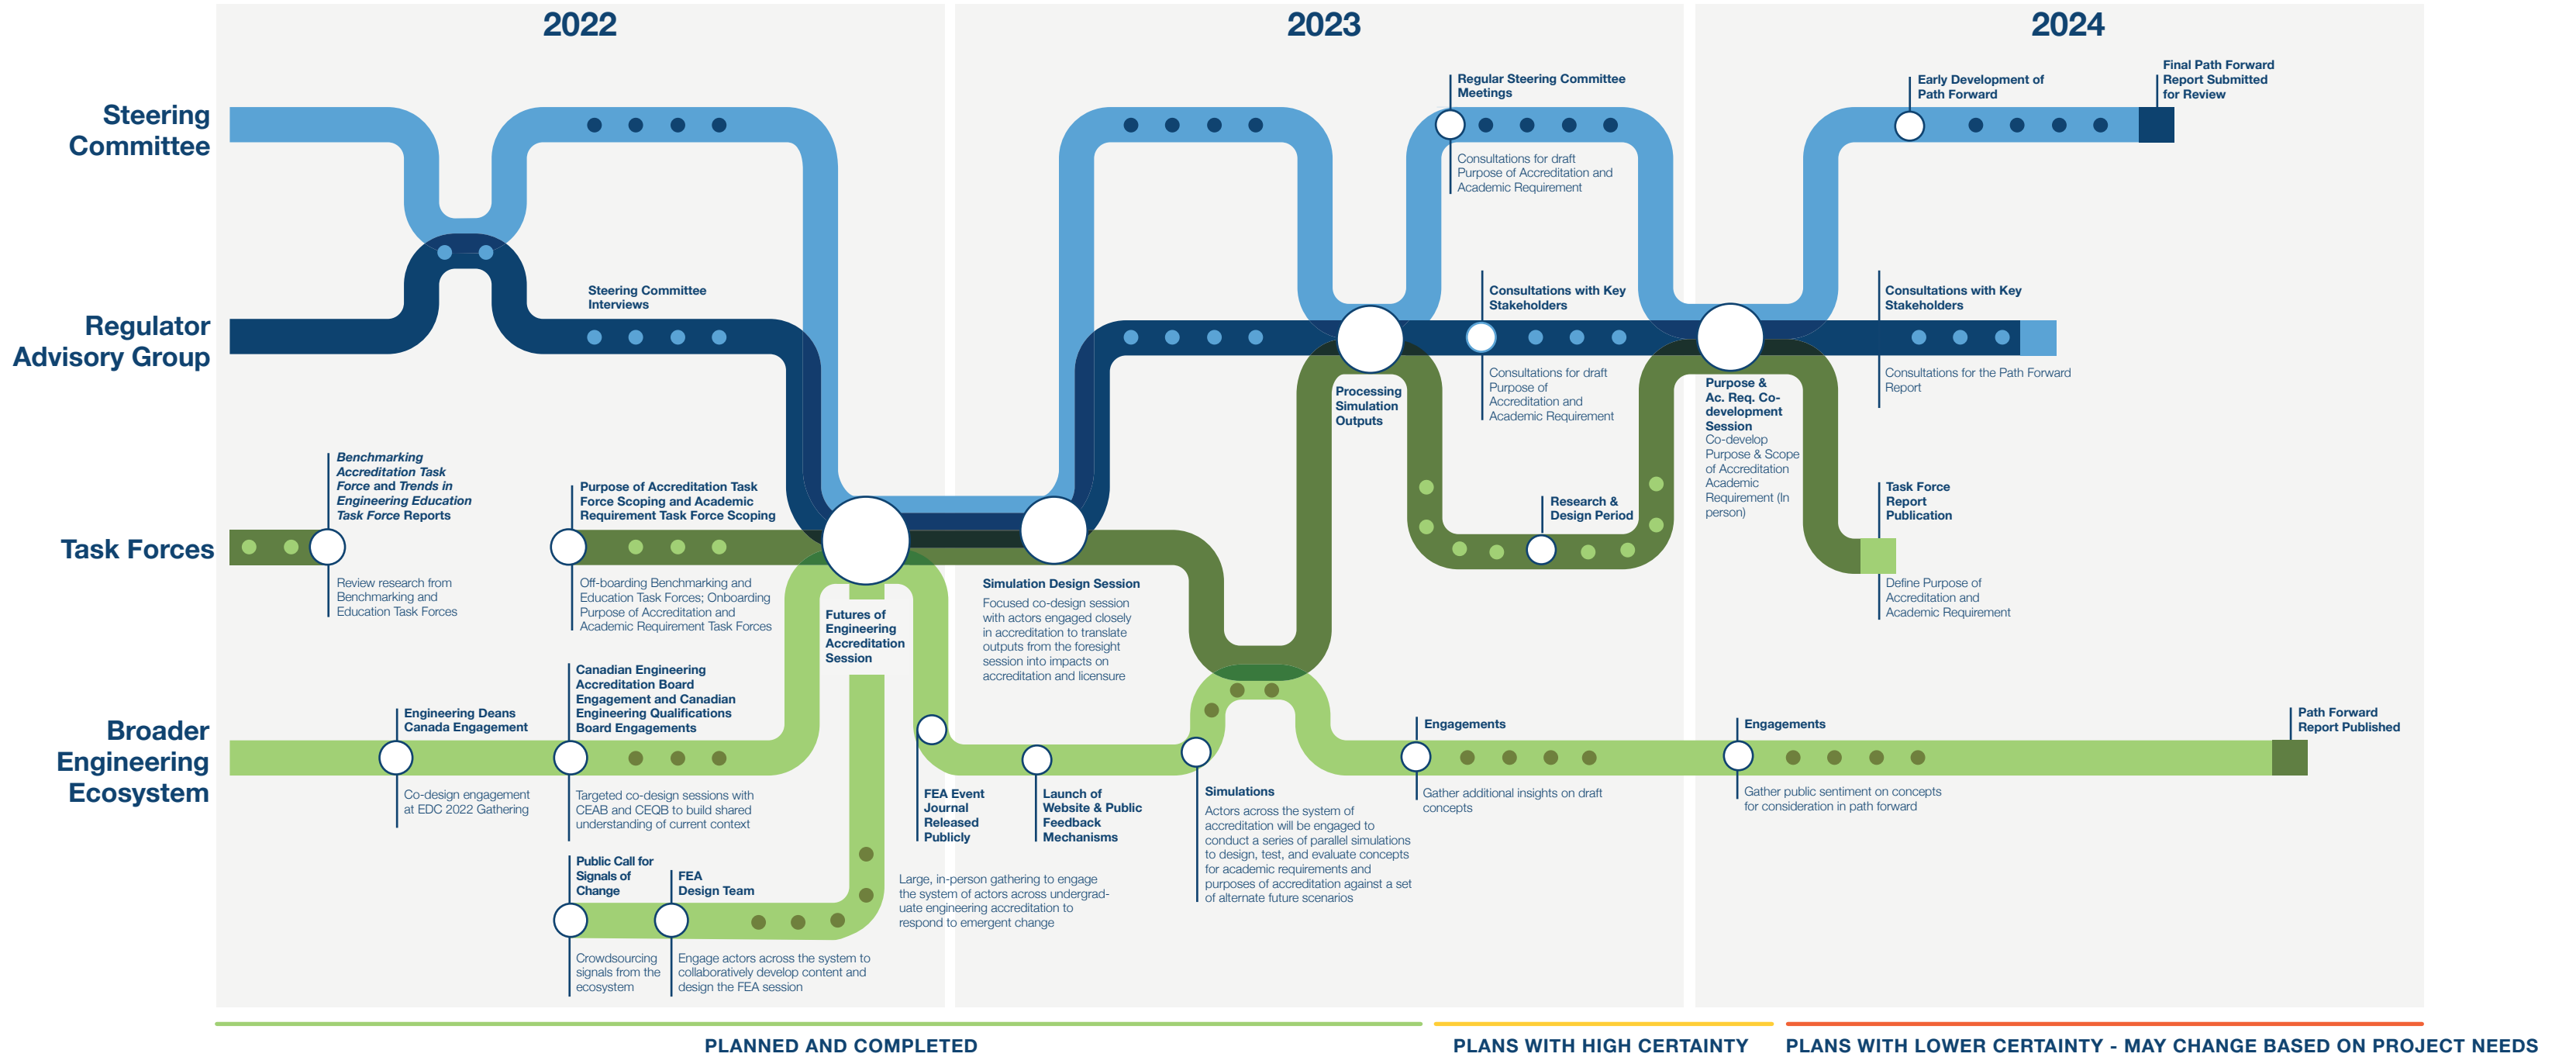 2022
2023
2024
Steering
Committee
Regular Steering Committee
Meetings
Consultations for draft
Purpose of Accreditation and
Academic Requirement
Early Development of
Path Forward
Final Path Forward
Report Submitted
for Review
Regulator
Advisory Group
Steering Committee
Interviews
Processing
Simulation
Outputs
Consultations with Key
Stakeholders
Consultations for draft
Purpose of
Accreditation and
Academic Requirement
Purpose &
Ac. Req. Co-
development
Session
Co-develop
Purpose & Scope
of Accreditation
Academic
Requirement (In
person)
Consultations with Key
Stakeholders
Consultations for the Path Forward
Report
Task Forces
Benchmarking
Accreditation Task
Force and Trends in
Engineering Education
Task Force Reports
Review research from
Benchmarking and
Education Task Forces
Purpose of Accreditation Task
Force Scoping and Academic
Requirement Task Force Scoping
Off-boarding Benchmarking and
Education Task Forces; Onboarding
Purpose of Accreditation and
Academic Requirement Task Forces
Futures of
Engineering
Accreditation
Session
Simulation Design Session
Focused co-design session
with actors engaged closely
in accreditation to translate
outputs from the foresight
session into impacts on
accreditation and licensure
Research &
Design Period
Task Force
Report
Publication
Define Purpose of
Accreditation and
Academic Requirement
Broader
Engineering
Ecosystem
Engineering Deans
Canada Engagement
Co-design engagement
at EDC 2022 Gathering
Canadian Engineering
Accreditation Board
Engagement and Canadian
Engineering Qualifications
Board Engagements
Targeted co-design sessions with
CEAB and CEQB to build shared
understanding of current context
Public Call for
Signals of
Change
Crowdsourcing
signals from the
ecosystem
FEA
Design Team
Engage actors across the system to
collaboratively develop content and
design the FEA session
FEA Event
Journal
Released
Publicly
Large, in-person gathering to engage
the system of actors across undergrad-
uate engineering accreditation to
respond to emergent change
Launch of
Website & Public
Feedback
Mechanisms
Simulations
Actors across the system of
accreditation will be engaged to
conduct a series of parallel simulations
to design, test, and evaluate concepts
for academic requirements and
purposes of accreditation against a set
of alternate future scenarios
Engagements
Gather additional insights on draft
concepts
Engagements
Gather public sentiment on concepts
for consideration in path forward
Path Forward
Report Published
PLANNED AND COMPLETED
PLANS WITH HIGH CERTAINTY
PLANS WITH LOWER CERTAINTY - MAY CHANGE BASED ON PROJECT NEEDS